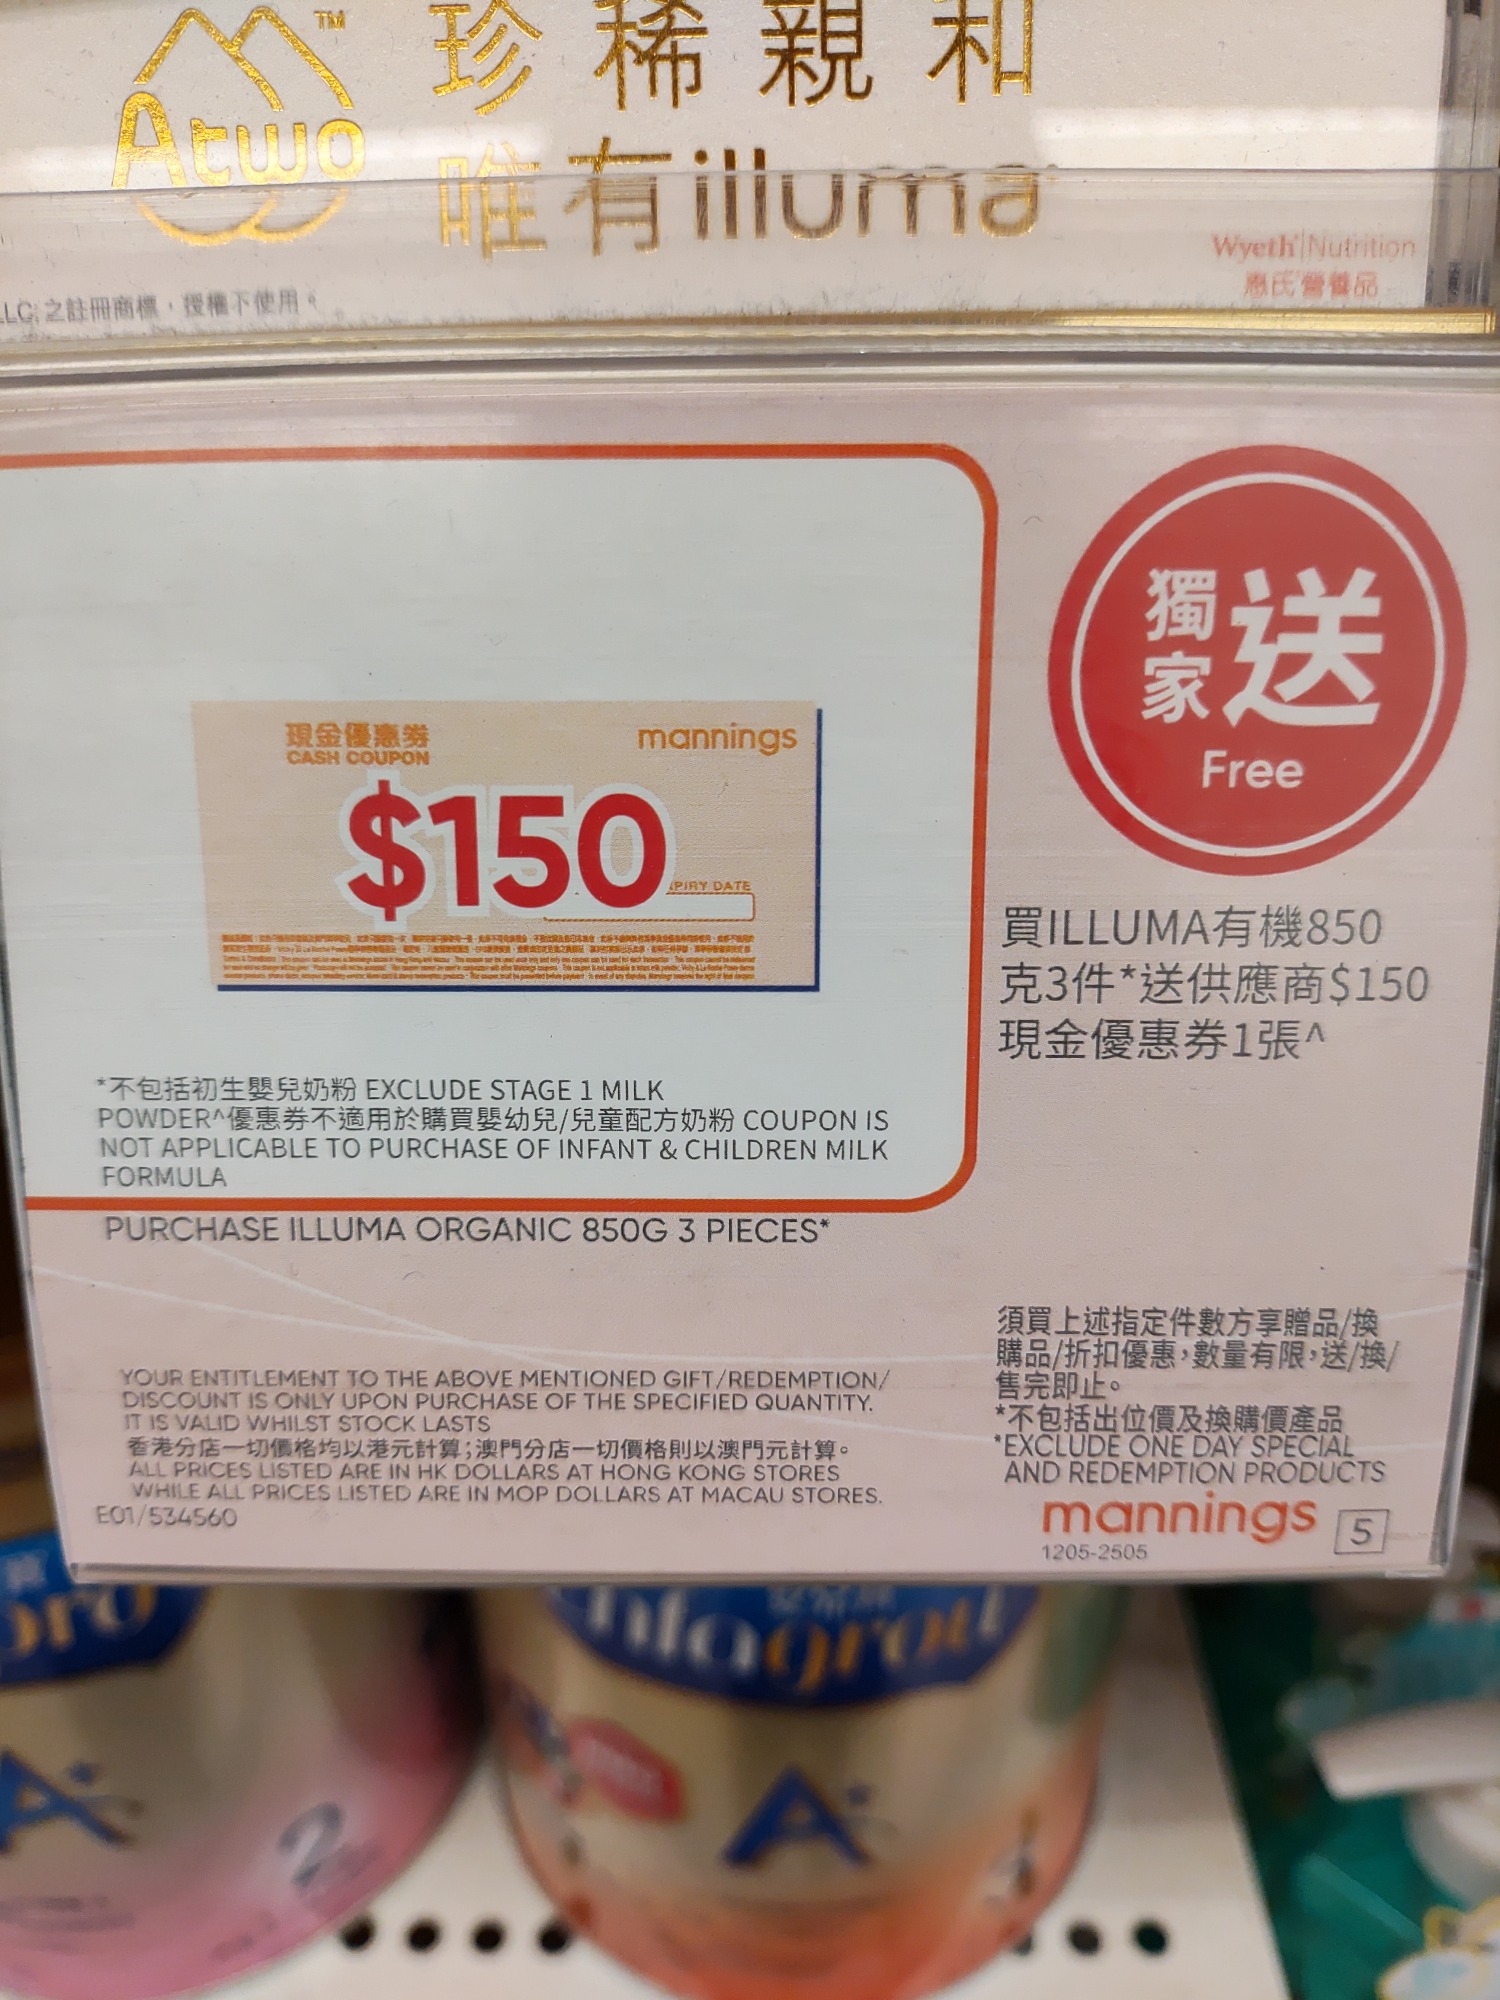 Atwo™
珍稀親和
唯有illuma
Wyeth Nutrition
惠氏營養品
LLC. 之註冊商標，授權下使用。
獨家送
Free
現金優惠券
CASH COUPON
mannings
$150
PIRY DATE
買ILLUMA有機850
克3件*送供應商$150
現金優惠券1張^
*不包括初生嬰兒奶粉 EXCLUDE STAGE 1 MILK
POWDER^優惠券不適用於購買嬰幼兒/兒童配方奶粉 COUPON IS
NOT APPLICABLE TO PURCHASE OF INFANT & CHILDREN MILK
FORMULA
PURCHASE ILLUMA ORGANIC 850G 3 PIECES*
須買上述指定件數方享贈品/換
購品/折扣優惠，數量有限，送/換/
售完即止。
*不包括出位價及換購價產品
*EXCLUDE ONE DAY SPECIAL
AND REDEMPTION PRODUCTS
YOUR ENTITLEMENT TO THE ABOVE MENTIONED GIFT/REDEMPTION/
DISCOUNT IS ONLY UPON PURCHASE OF THE SPECIFIED QUANTITY.
IT IS VALID WHILST STOCK LASTS
香港分店一切價格均以港元計算；澳門分店一切價格則以澳門元計算。
ALL PRICES LISTED ARE IN HK DOLLARS AT HONG KONG STORES
WHILE ALL PRICES LISTED ARE IN MOP DOLLARS AT MACAU STORES.
E01/534560
mannings 5
1205-2505
A+
2
A+